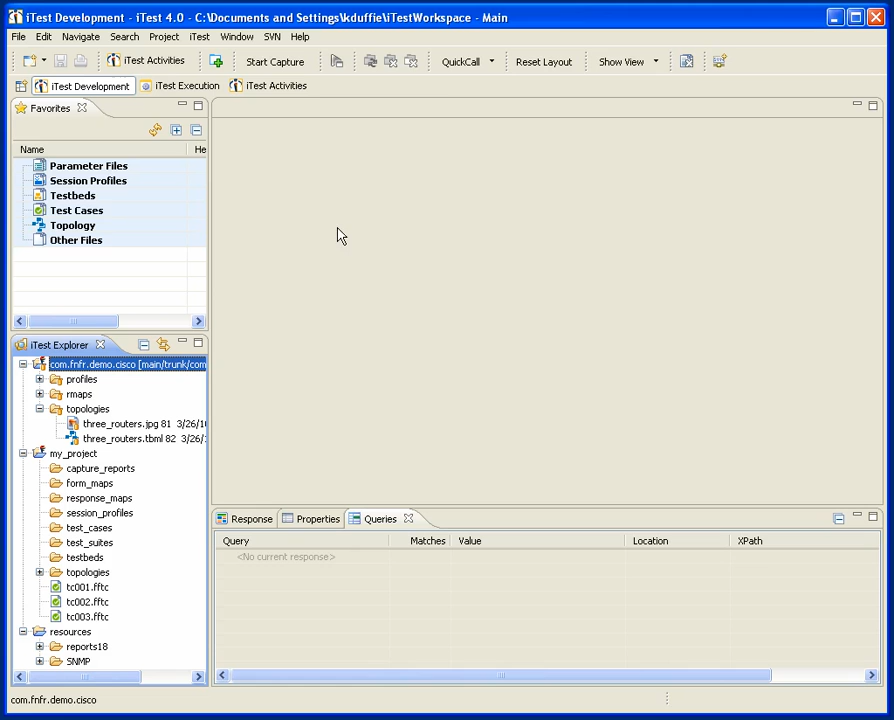 iTest Development - iTest 4.0 - C:\Documents and Settings\kduffie\iTestWorkspace - Main
File Edit Navigate Search Project iTest Window SVN Help
iTest Activities Start Capture QuickCall Reset Layout Show View
iTest Development iTest Execution iTest Activities
Favorites
Name He
Parameter Files
Session Profiles
Testbeds
Test Cases
Topology
Other Files
iTest Explorer
com.fnfr.demo.cisco [main/trunk/com
profiles
rmaps
topologies
three_routers.jpg 81 3/26/10
three_routers.tbml 82 3/26/
my_project
capture_reports
form_maps
response_maps
session_profiles
test_cases
test_suites
testbeds
topologies
tc001.fftc
tc002.fftc
tc003.fftc
resources
reports18
SNMP
Response Properties Queries
Query Matches Value Location XPath
<No current response>
com.fnfr.demo.cisco